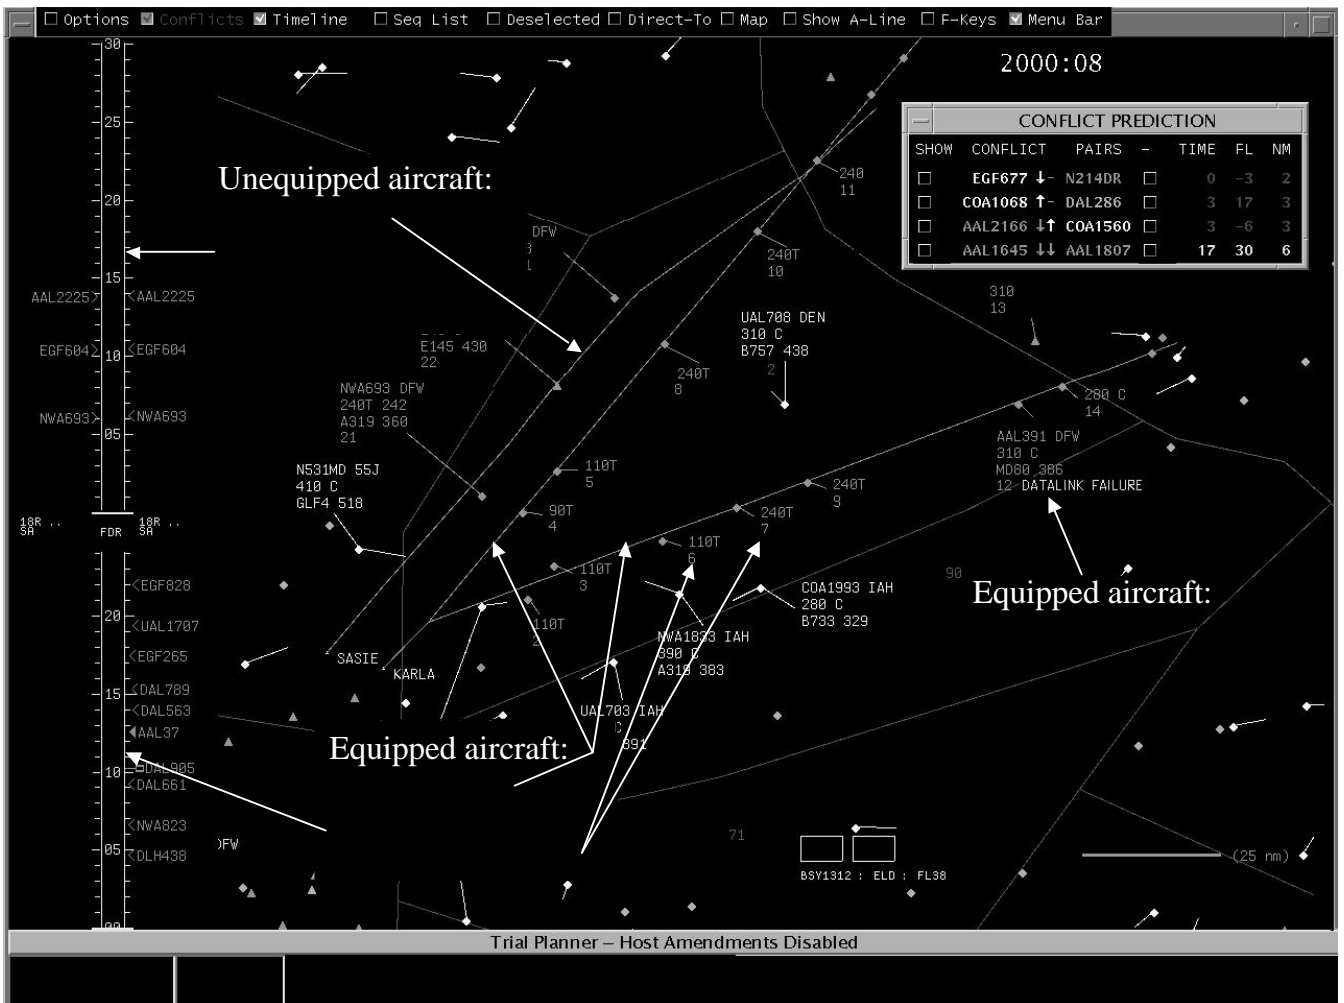 Options Conflicts Timeline Seq List Deselected Direct-To Map Show A-Line F-Keys Menu Bar
2000:08
CONFLICT PREDICTION
SHOW CONFLICT PAIRS - TIME FL NM
EGF677 ↓- N214DR 0 -3 2
COA1068 ↑- DAL286 3 17 3
AAL2166 ↓↑ COA1560 3 -6 3
AAL1645 ↓↓ AAL1807 17 30 6
30
25
20
15
10
05
AAL2225 AAL2225
EGF604 EGF604
NWA693 NWA693
18R .. 18R ..
SA SA
FDR
EGF828
20
UAL1707
EGF265
15
DAL789
DAL563
AAL37
10
DAL905
DAL661
NWA823
05
DLH438
00
Unequipped aircraft:
240
11
240T
10
DFW
1
UAL708 DEN
310 C
B757 438
2
310
13
E145 430
22
240T
8
NWA693 DFW
240T 242
A319 360
21
280 C
14
AAL391 DFW
310 C
MD80 386
12 DATALINK FAILURE
N531MD 55J
410 C
GLF4 518
110T
5
240T
9
90T
4
240T
7
110T
6
110T
3
90
Equipped aircraft:
COA1993 IAH
280 C
B733 329
110T
2
NWA1833 IAH
390 C
A319 383
SASIE
KARLA
UAL703 IAH
C
391
Equipped aircraft:
71
DFW
(25 nm)
BSY1312 : ELD : FL38
Trial Planner – Host Amendments Disabled